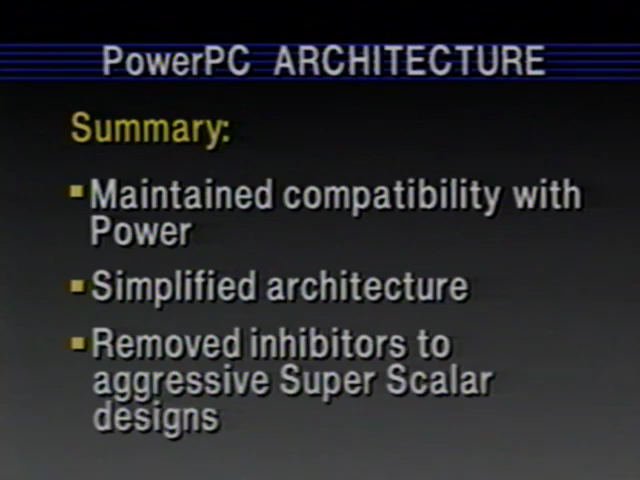 PowerPC ARCHITECTURE
Summary:
Maintained compatibility with
Power
Simplified architecture
Removed inhibitors to
aggressive Super Scalar
designs